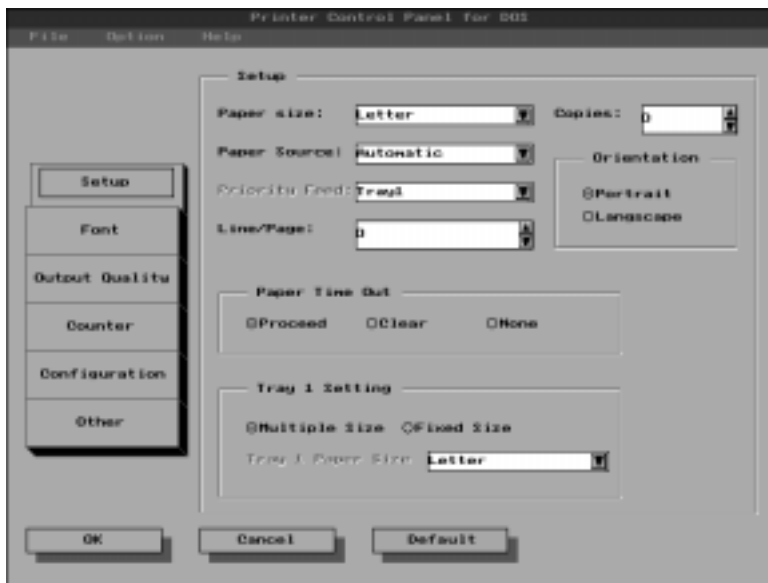 Printer Control Panel for DOS
File Option Help
Setup
Paper size: Letter
Copies: 0
Paper Source: Automatic
Orientation
Priority Feed: Tray1
Portrait
Langscape
Line/Page: 0
Setup
Font
Output Quality
Counter
Configuration
Other
Paper Time Out
Proceed Clear None
Tray 1 Setting
Multiple Size Fixed Size
Tray 1 Paper Size Letter
OK Cancel Default